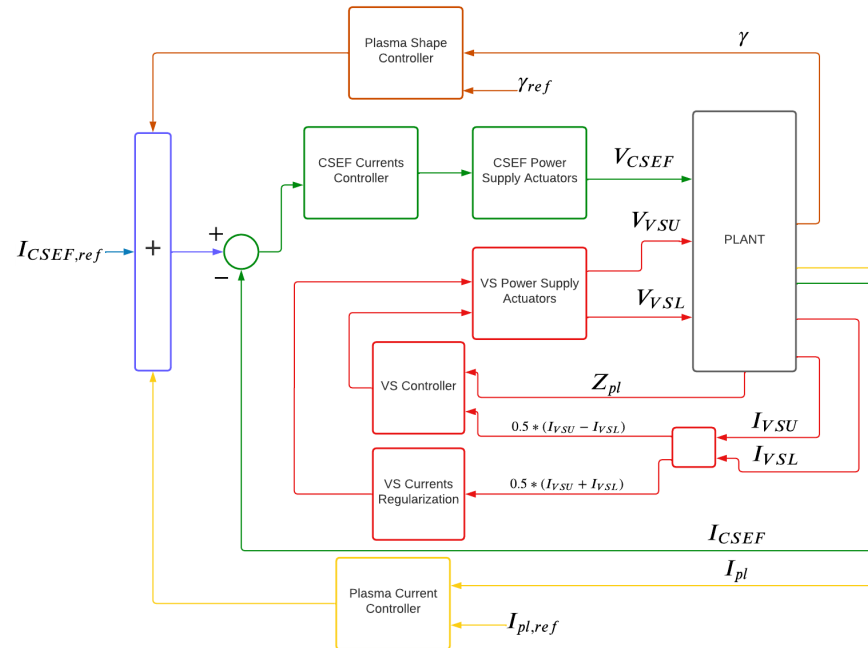 γ
Plasma Shape
Controller
γ_ref
CSEF Currents
Controller
CSEF Power
Supply Actuators
V_CSEF
V_VSU
+
I_CSEF,ref
+
−
PLANT
VS Power Supply
Actuators
V_VSL
VS Controller
Z_pl
0.5 * (I_VSU − I_VSL)
I_VSU
I_VSL
VS Currents
Regularization
0.5 * (I_VSU + I_VSL)
I_CSEF
I_pl
Plasma Current
Controller
I_pl,ref